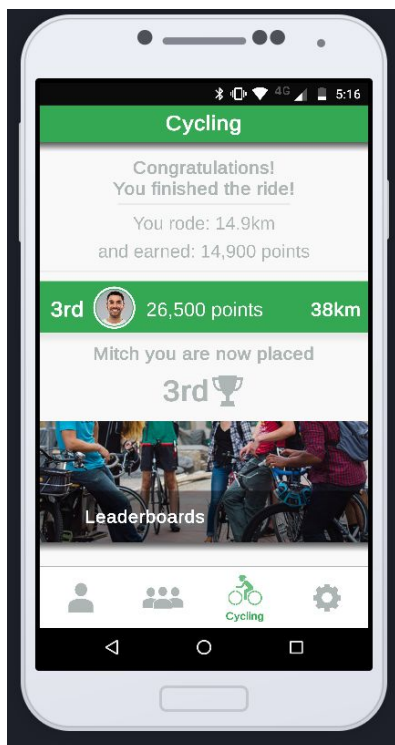 4G 5:16
Cycling
Congratulations!
You finished the ride!
You rode: 14.9km
and earned: 14,900 points
3rd 26,500 points 38km
Mitch you are now placed
3rd
Leaderboards
Cycling